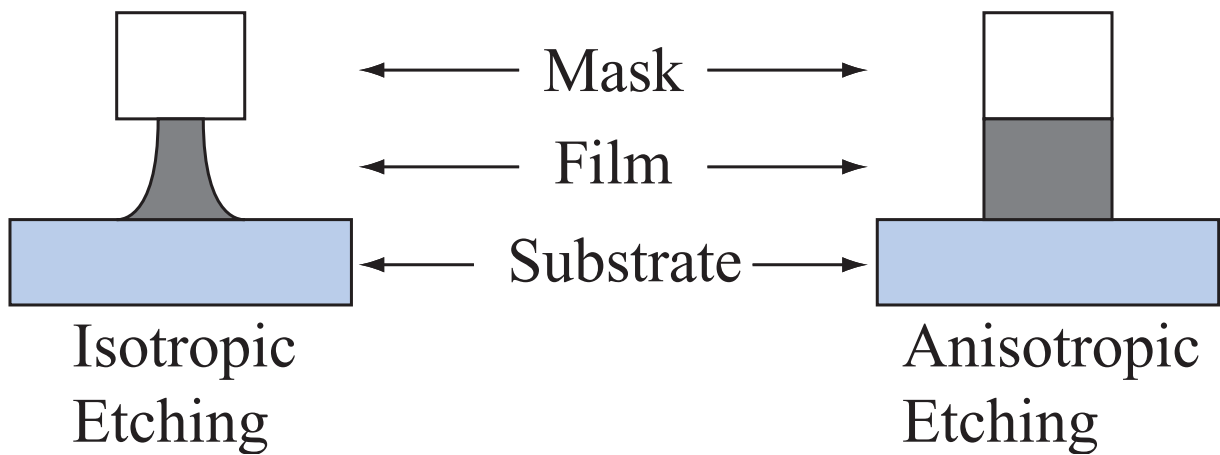 Mask
Film
Substrate
Isotropic
Etching
Anisotropic
Etching